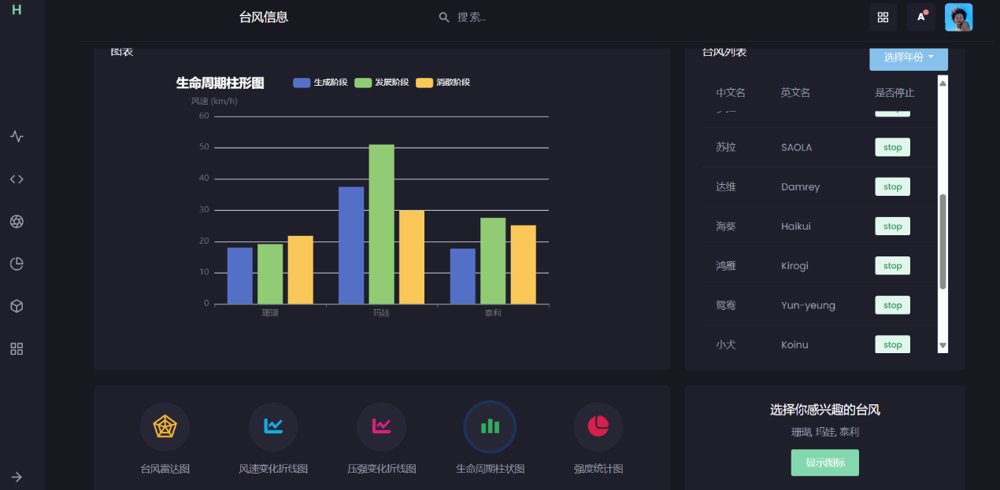 H
台风信息
搜索...
A
图表
生命周期柱形图
生成阶段 发展阶段 消散阶段
风速 (km/h)
60
50
40
30
20
10
0
珊瑚 玛娃 泰利
台风列表
选择年份
中文名 英文名 是否停止
苏拉 SAOLA stop
达维 Damrey stop
海葵 Haikui stop
鸿雁 Kirogi stop
鸳鸯 Yun-yeung stop
小犬 Koinu stop
台风雷达图
风速变化折线图
压强变化折线图
生命周期柱状图
强度统计图
选择你感兴趣的台风
珊瑚, 玛娃, 泰利
显示图标